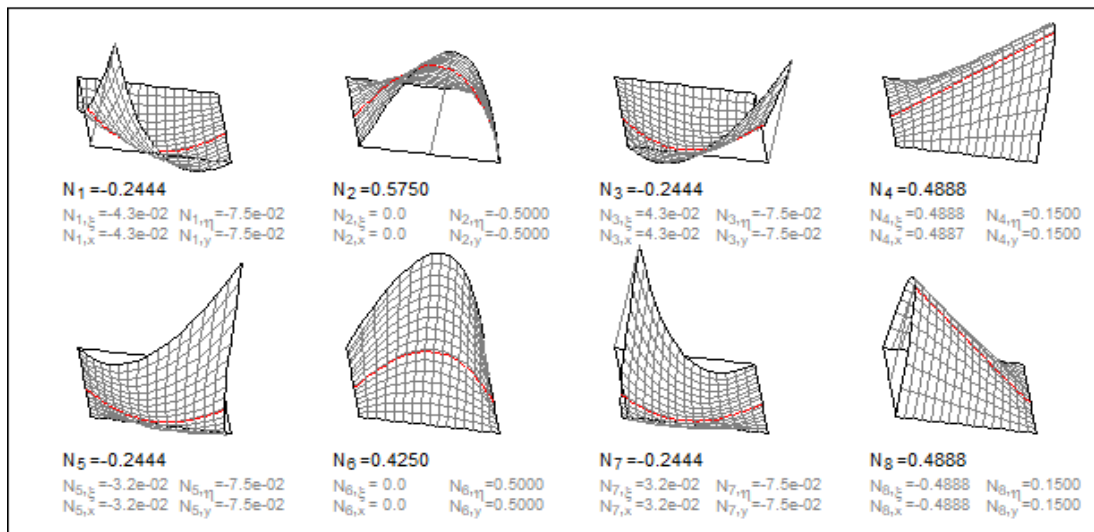 N1=-0.2444 N2=0.5750 N3=-0.2444 N4=0.4888
N1,ξ=-4.3e-02 N1,η=-7.5e-02 N2,ξ= 0.0 N2,η=-0.5000 N3,ξ=4.3e-02 N3,η=-7.5e-02 N4,ξ=0.4888 N4,η=0.1500
N1,x=-4.3e-02 N1,y=-7.5e-02 N2,x= 0.0 N2,y=-0.5000 N3,x=4.3e-02 N3,y=-7.5e-02 N4,x=0.4887 N4,y=0.1500
N5=-0.2444 N6=0.4250 N7=-0.2444 N8=0.4888
N5,ξ=-3.2e-02 N5,η=-7.5e-02 N6,ξ= 0.0 N6,η=0.5000 N7,ξ=3.2e-02 N7,η=-7.5e-02 N8,ξ=-0.4888 N8,η=0.1500
N5,x=-3.2e-02 N5,y=-7.5e-02 N6,x= 0.0 N6,y=0.5000 N7,x=3.2e-02 N7,y=-7.5e-02 N8,x=-0.4888 N8,y=0.1500